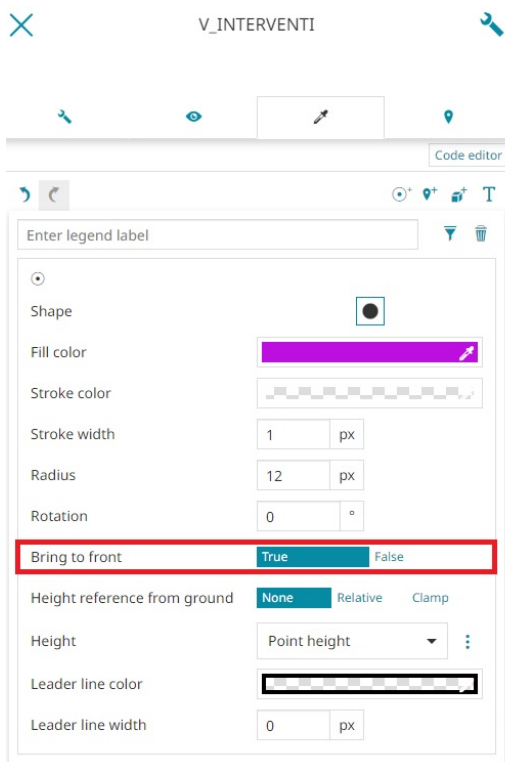 V_INTERVENTI
Code editor
T
Enter legend label
Shape
Fill color
Stroke color
Stroke width 1 px
Radius 12 px
Rotation 0 °
Bring to front True False
Height reference from ground None Relative Clamp
Height Point height
Leader line color
Leader line width 0 px